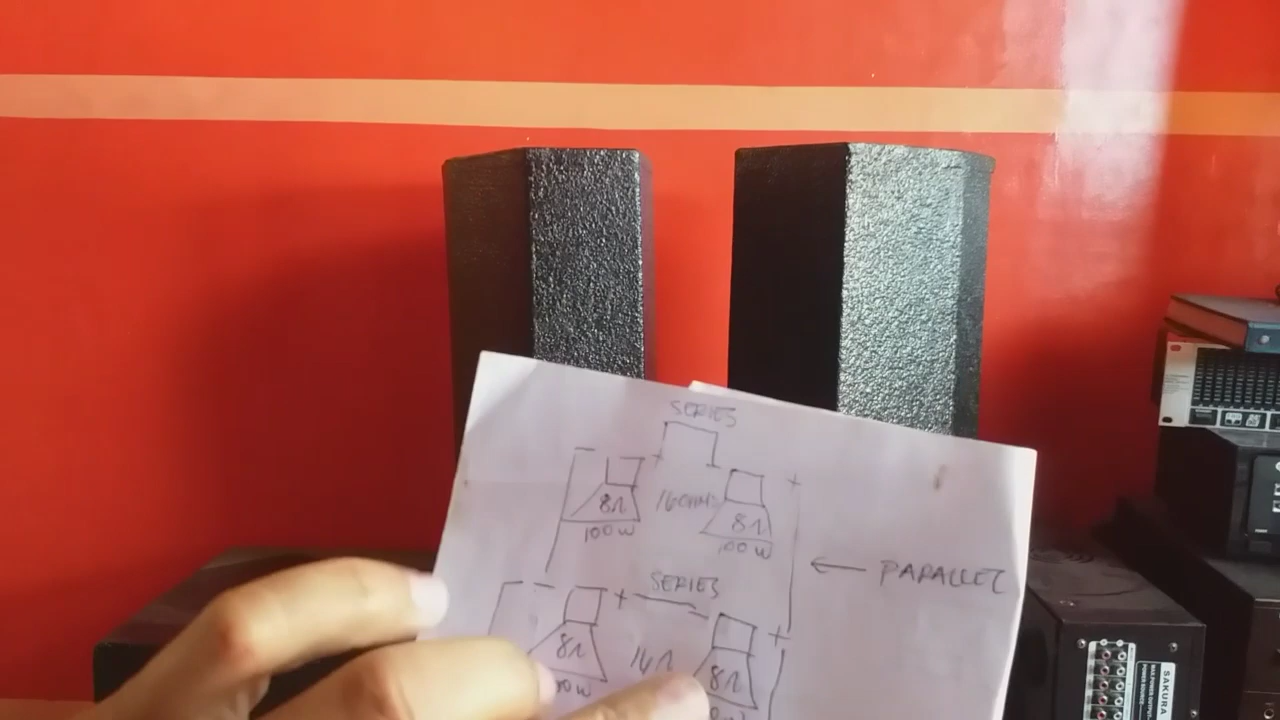 SERIES
8Ω 16OHMS 8Ω
100W 100W
← PARALLEL
SERIES
8Ω 16Ω 8Ω
SAKURA